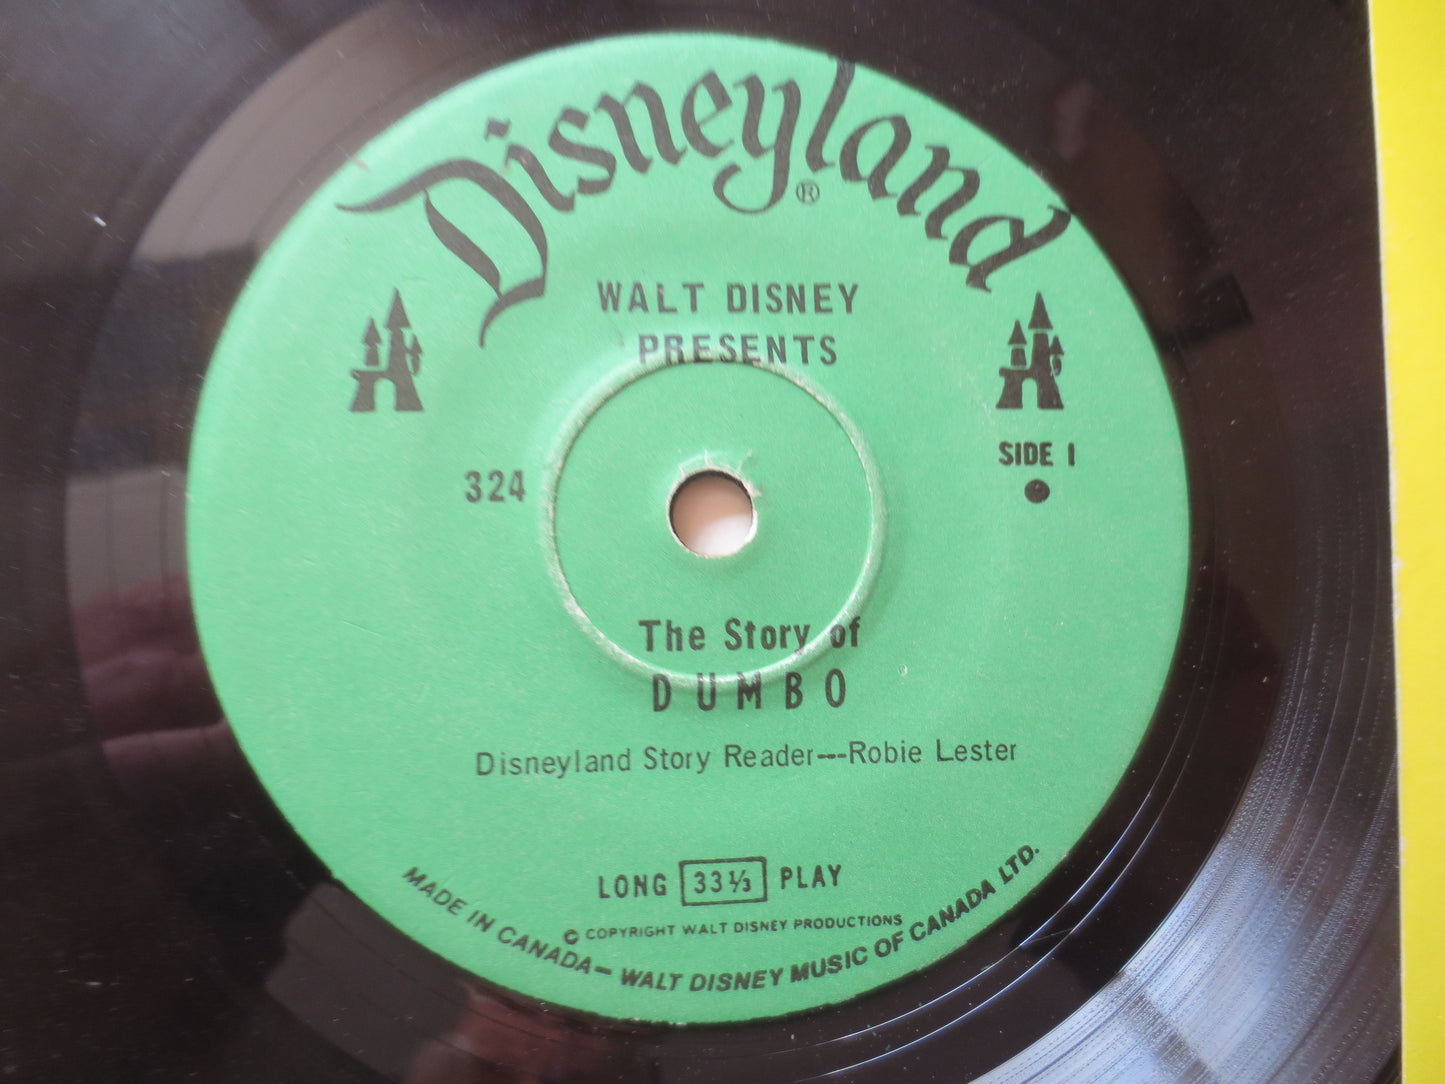 Disneyland®
WALT DISNEY
PRESENTS
SIDE 1
324
The Story of
DUMBO
Disneyland Story Reader---Robie Lester
LONG 33⅓ PLAY
© COPYRIGHT WALT DISNEY PRODUCTIONS
MADE IN CANADA— WALT DISNEY MUSIC OF CANADA LTD.